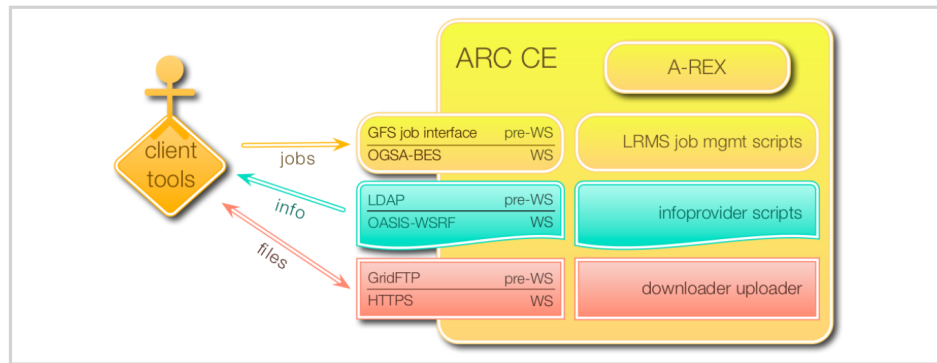 ARC CE
A-REX
client
tools
jobs
info
files
GFS job interface pre-WS
OGSA-BES WS
LRMS job mgmt scripts
LDAP pre-WS
OASIS-WSRF WS
infoprovider scripts
GridFTP pre-WS
HTTPS WS
downloader uploader